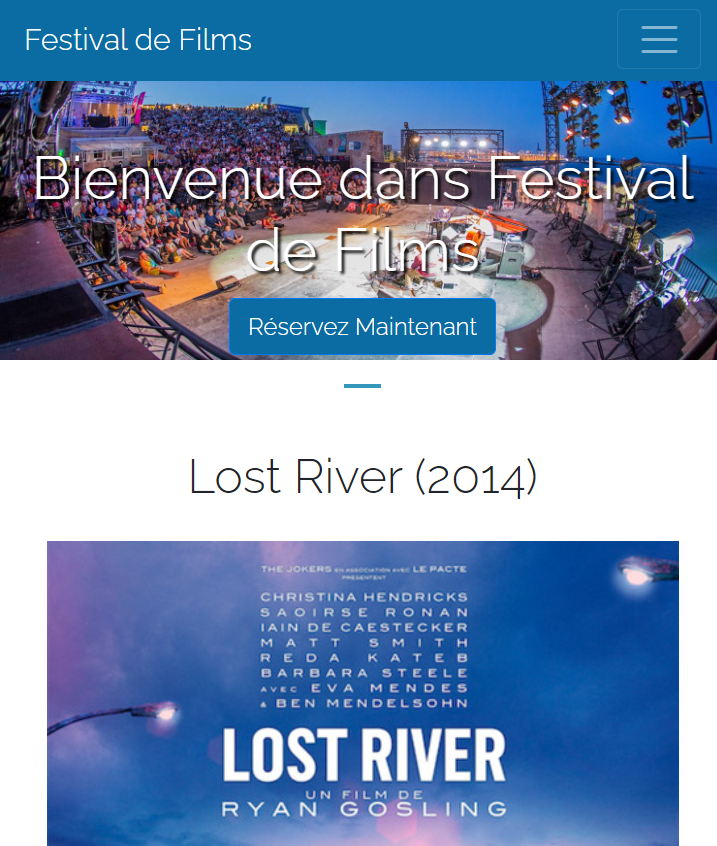 Festival de Films
Bienvenue dans Festival
de Films
Réservez Maintenant
Lost River (2014)
THE JOKERS EN ASSOCIATION AVEC LE PACTE
PRESENTENT
CHRISTINA HENDRICKS
SAOIRSE RONAN
IAIN DE CAESTECKER
MATT SMITH
REDA KATEB
BARBARA STEELE
AVEC EVA MENDES
& BEN MENDELSOHN
LOST RIVER
UN FILM DE
RYAN GOSLING